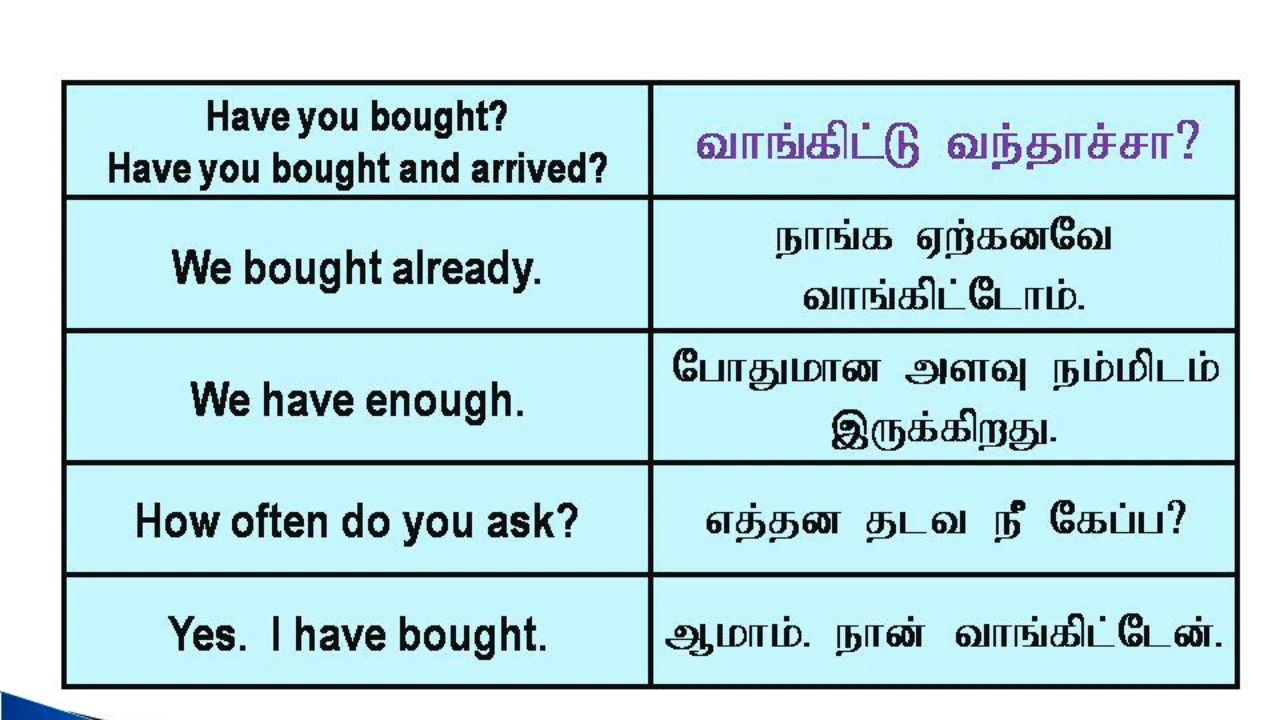 Have you bought?
Have you bought and arrived?
வாங்கிட்டு வந்தாச்சா?
We bought already.
நாங்க ஏற்கனவே
வாங்கிட்டோம்.
We have enough.
போதுமான அளவு நம்மிடம்
இருக்கிறது.
How often do you ask?
எத்தன தடவ நீ கேப்ப?
Yes. I have bought.
ஆமாம். நான் வாங்கிட்டேன்.